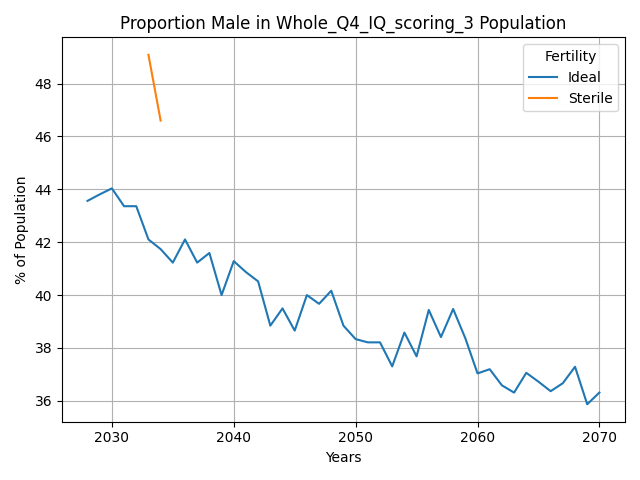 Proportion Male in Whole_Q4_IQ_scoring_3 Population
Fertility
Ideal
Sterile
% of Population
48
46
44
42
40
38
36
2030 2040 2050 2060 2070
Years